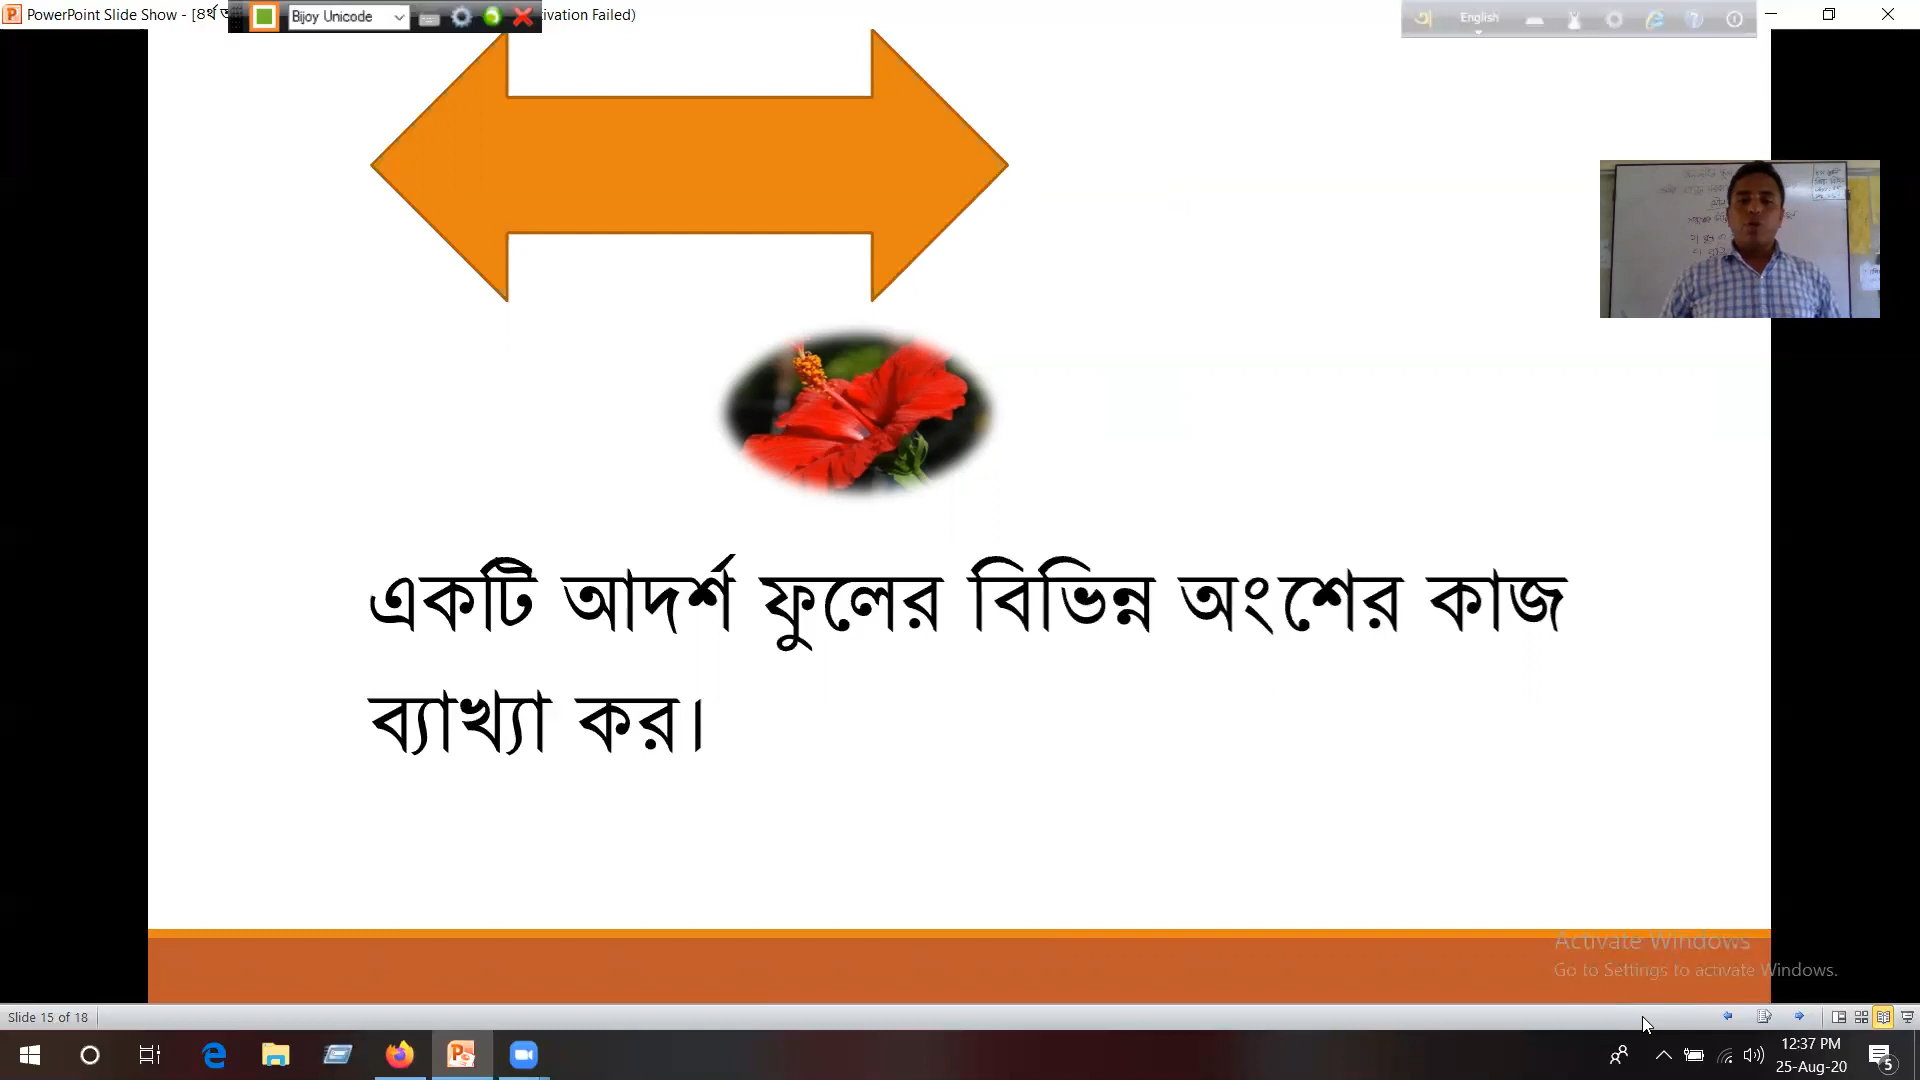 PowerPoint Slide Show - [৪র্থ
Bijoy Unicode
ivation Failed)
English
একটি আদর্শ ফুলের বিভিন্ন অংশের কাজ
ব্যাখ্যা কর।
Activate Windows
Go to Settings to activate Windows.
Slide 15 of 18
12:37 PM
25-Aug-20
5